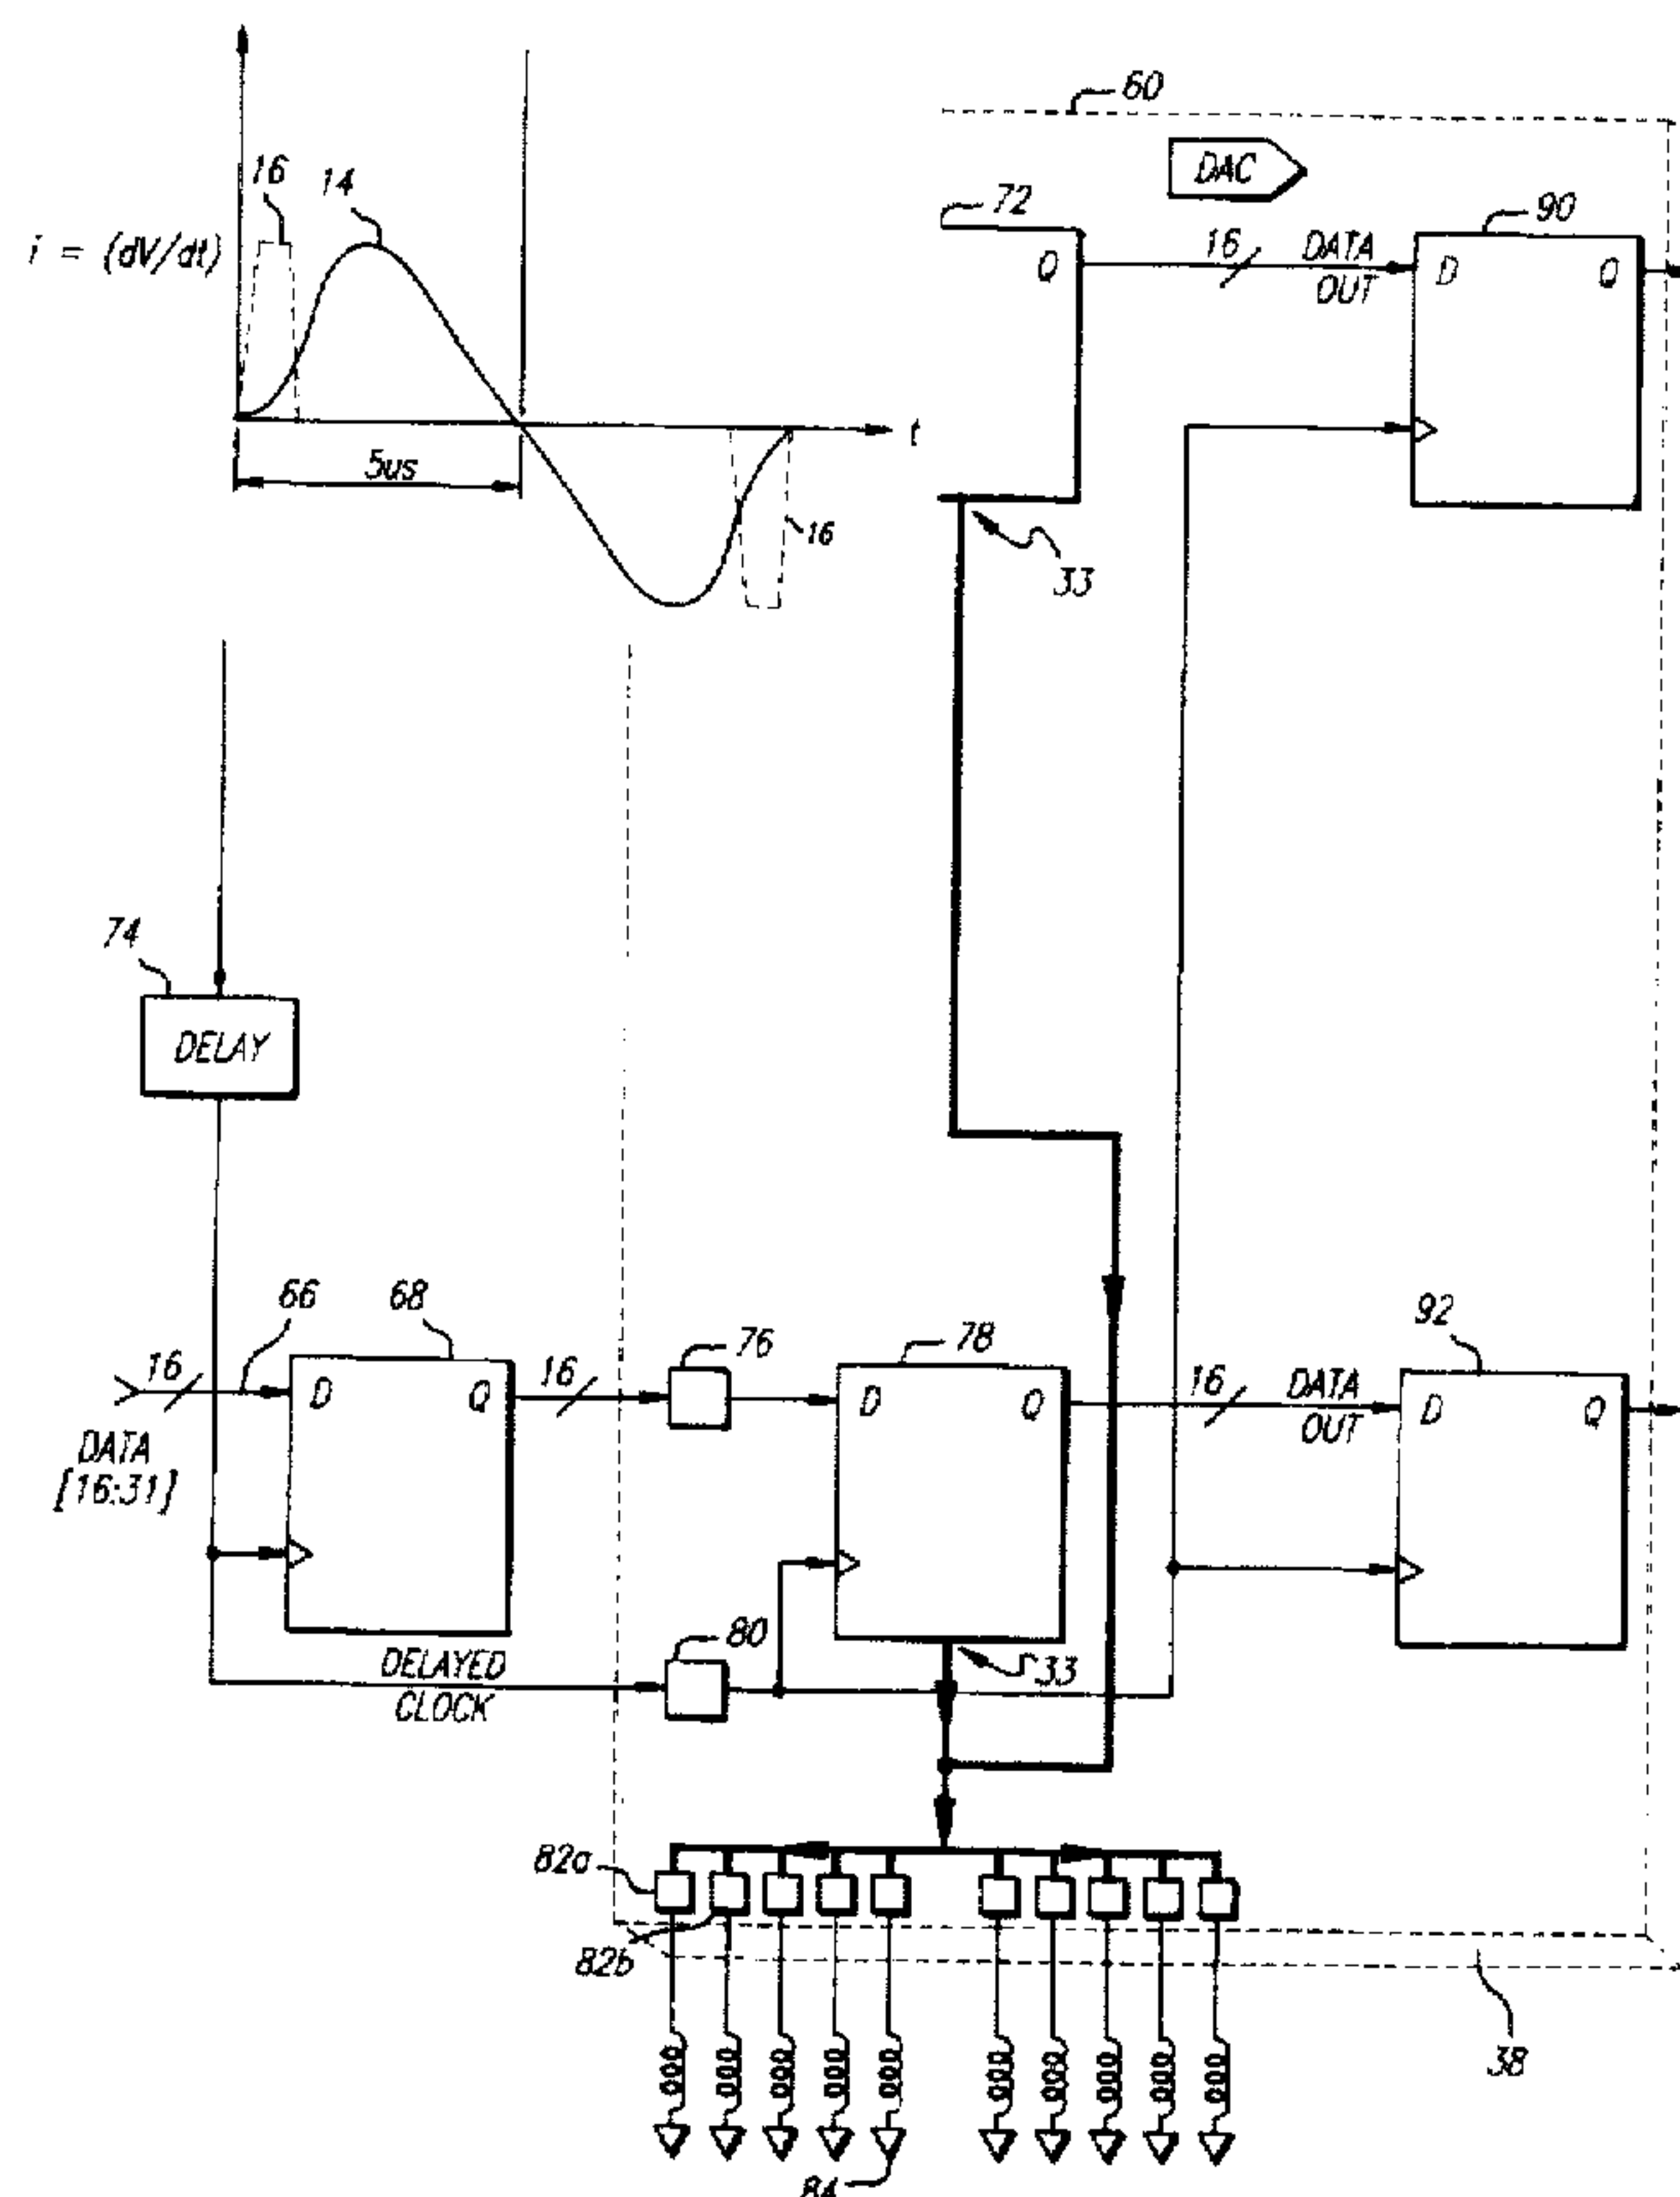 60
DAC
16
14
72
90
i = (dV/dt)
Q
16
DATA
OUT
D
Q
t
5us
16
33
74
DELAY
66
68
76
78
92
16
D
Q
16
D
Q
16
DATA
OUT
D
Q
DATA
[16:31]
80
33
DELAYED
CLOCK
82a
82b
38
84